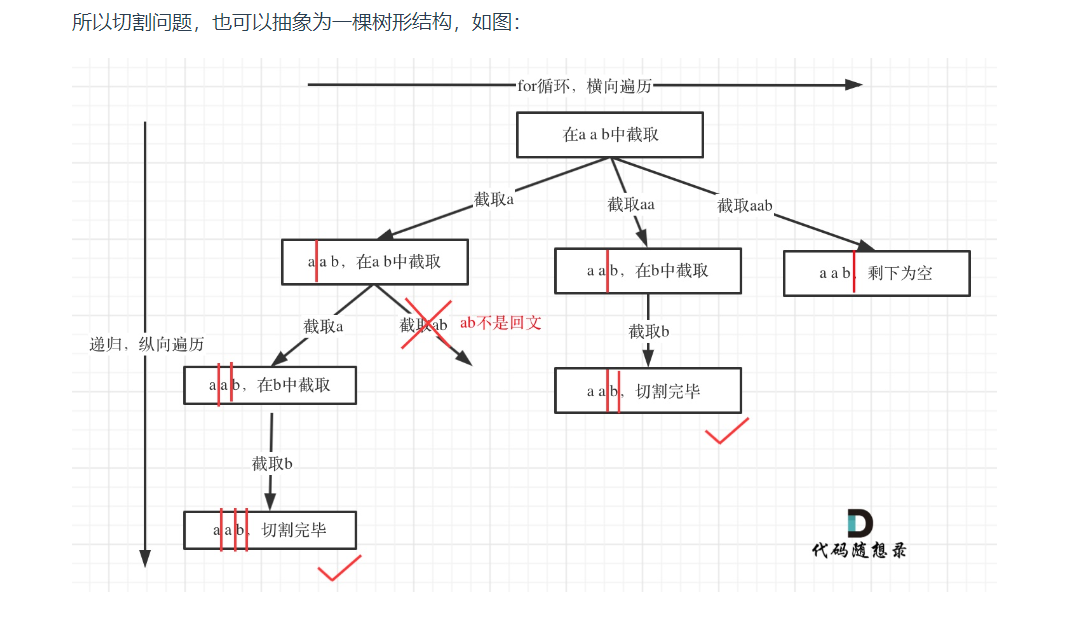 所以切割问题，也可以抽象为一棵树形结构，如图：
for循环，横向遍历
在a a b中截取
截取a
截取aa
截取aab
a a b，在a b中截取
a a b，在b中截取
a a b，剩下为空
截取a
截取ab
ab不是回文
截取b
递归，纵向遍历
a a b，在b中截取
a a b，切割完毕
截取b
a a b，切割完毕
代码随想录